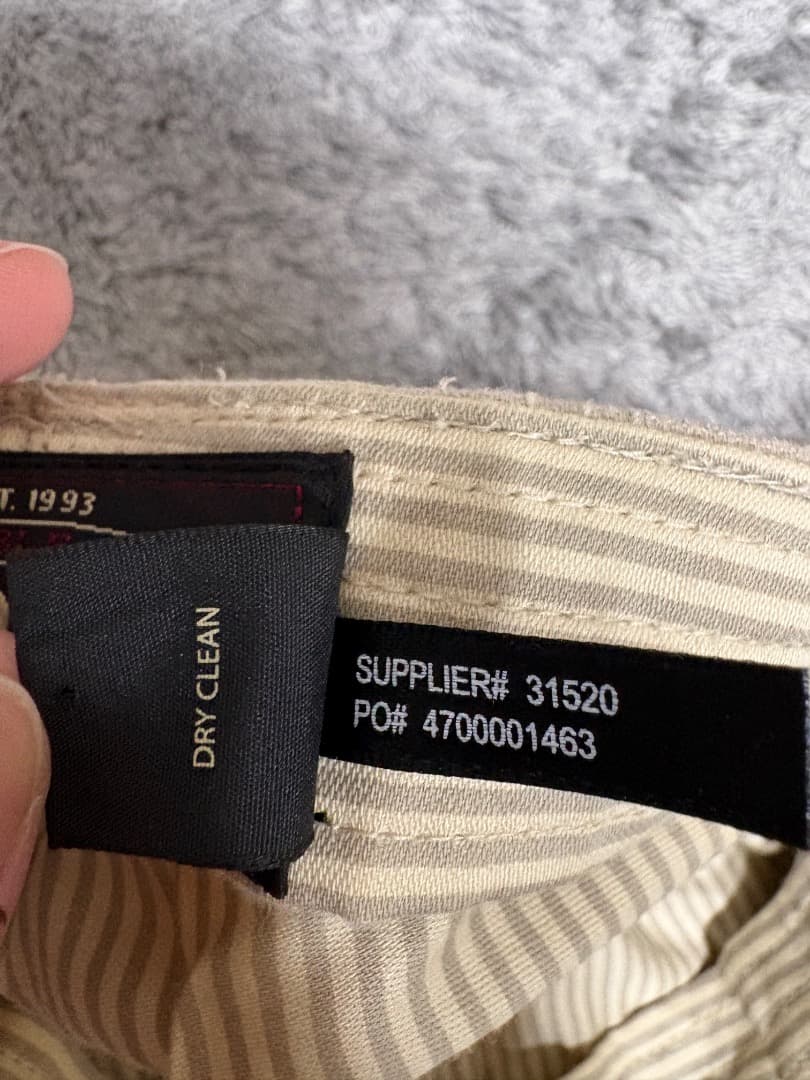 T. 1993
DRY CLEAN
SUPPLIER# 31520
PO# 4700001463